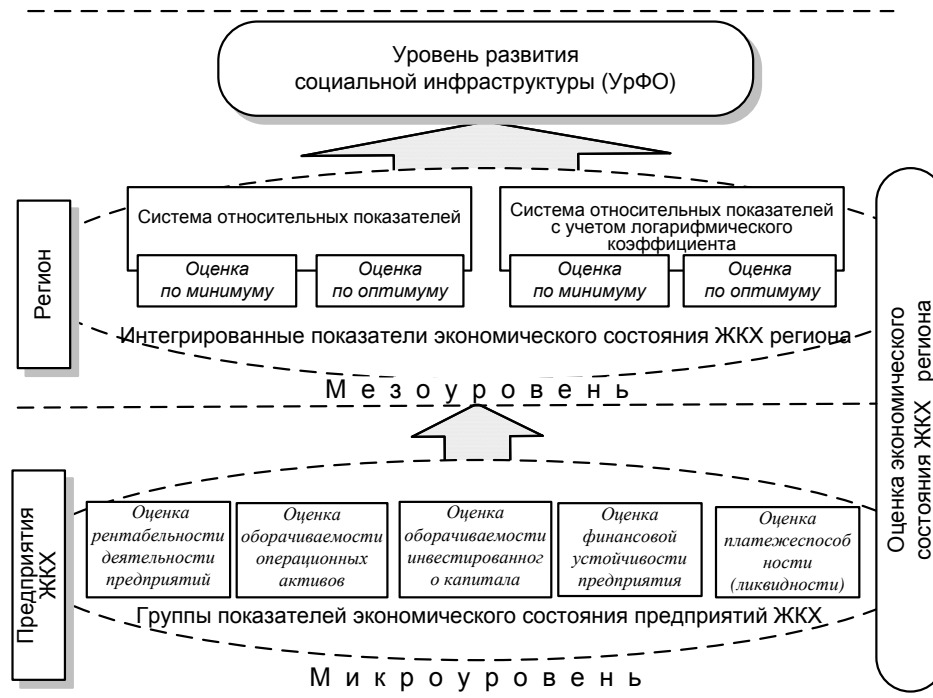 Уровень развития
социальной инфраструктуры (УрФО)
Регион
Система относительных показателей
Оценка
по минимуму
Оценка
по оптимуму
Система относительных показателей
с учетом логарифмического
коэффициента
Оценка
по минимуму
Оценка
по оптимуму
Интегрированные показатели экономического состояния ЖКХ региона
Мезоуровень
Предприятия
ЖКХ
Оценка
рентабельности
деятельности
предприятий
Оценка
оборачиваемости
операционных
активов
Оценка
оборачиваемости
инвестированног
о капитала
Оценка
финансовой
устойчивости
предприятия
Оценка
платежеспособ
ности
(ликвидности)
Группы показателей экономического состояния предприятий ЖКХ
Микроуровень
Оценка экономического
состояния ЖКХ региона